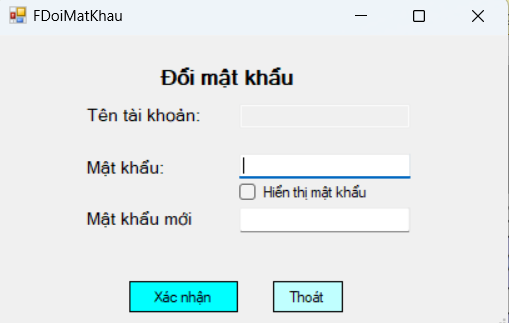 FDoiMatKhau
Đổi mật khẩu
Tên tài khoản:
Mật khẩu:
Hiển thị mật khẩu
Mật khẩu mới
Xác nhận
Thoát